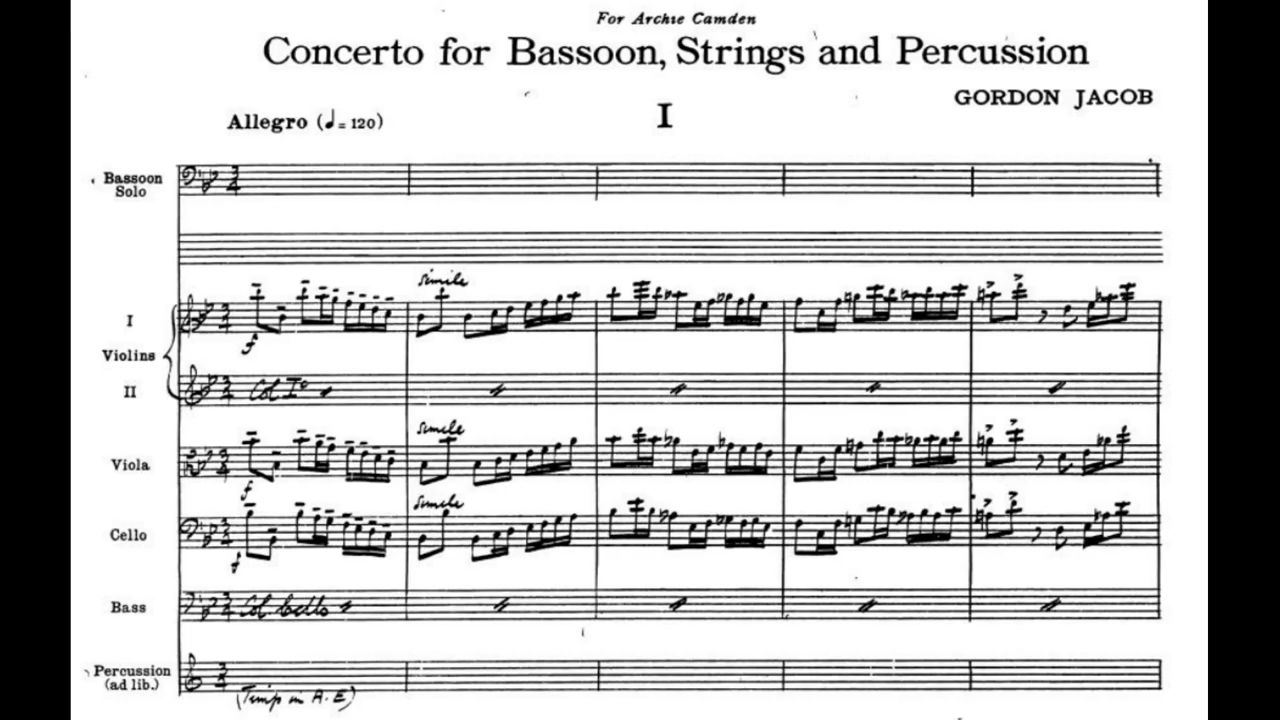 For Archie Camden
Concerto for Bassoon, Strings and Percussion
GORDON JACOB
I
Allegro (♩= 120)
Bassoon
Solo
simile
I
f
Violins
II
Col I°
simile
Viola
f
simile
Cello
f
Bass
Col Cello
Percussion
(ad lib.)
(Timp in A. E)